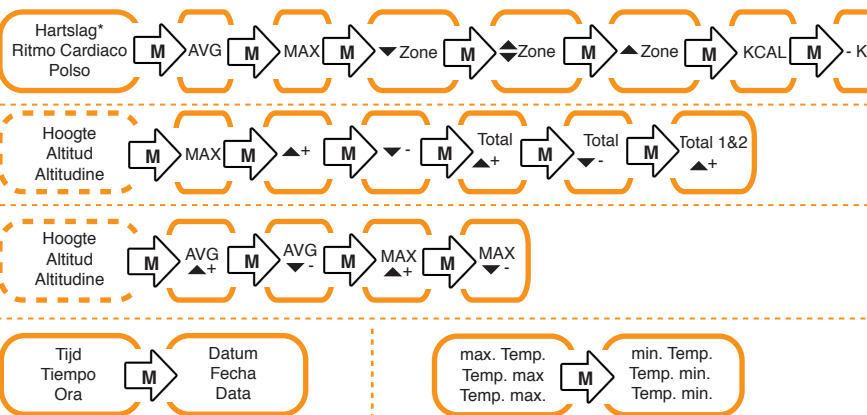 Hartslag*
Ritmo Cardiaco
Polso
M AVG M MAX M ▼Zone M ▲▼Zone M ▲Zone M KCAL M - K
Hoogte
Altitud
Altitudine
M MAX M ▲+ M ▼- M Total ▲+ M Total ▼- M Total 1&2 ▲+
Hoogte
Altitud
Altitudine
M AVG ▲+ M AVG ▼- M MAX ▲+ M MAX ▼-
Tijd
Tiempo
Ora
M
Datum
Fecha
Data
max. Temp.
Temp. max
Temp. max.
M
min. Temp.
Temp. min.
Temp. min.